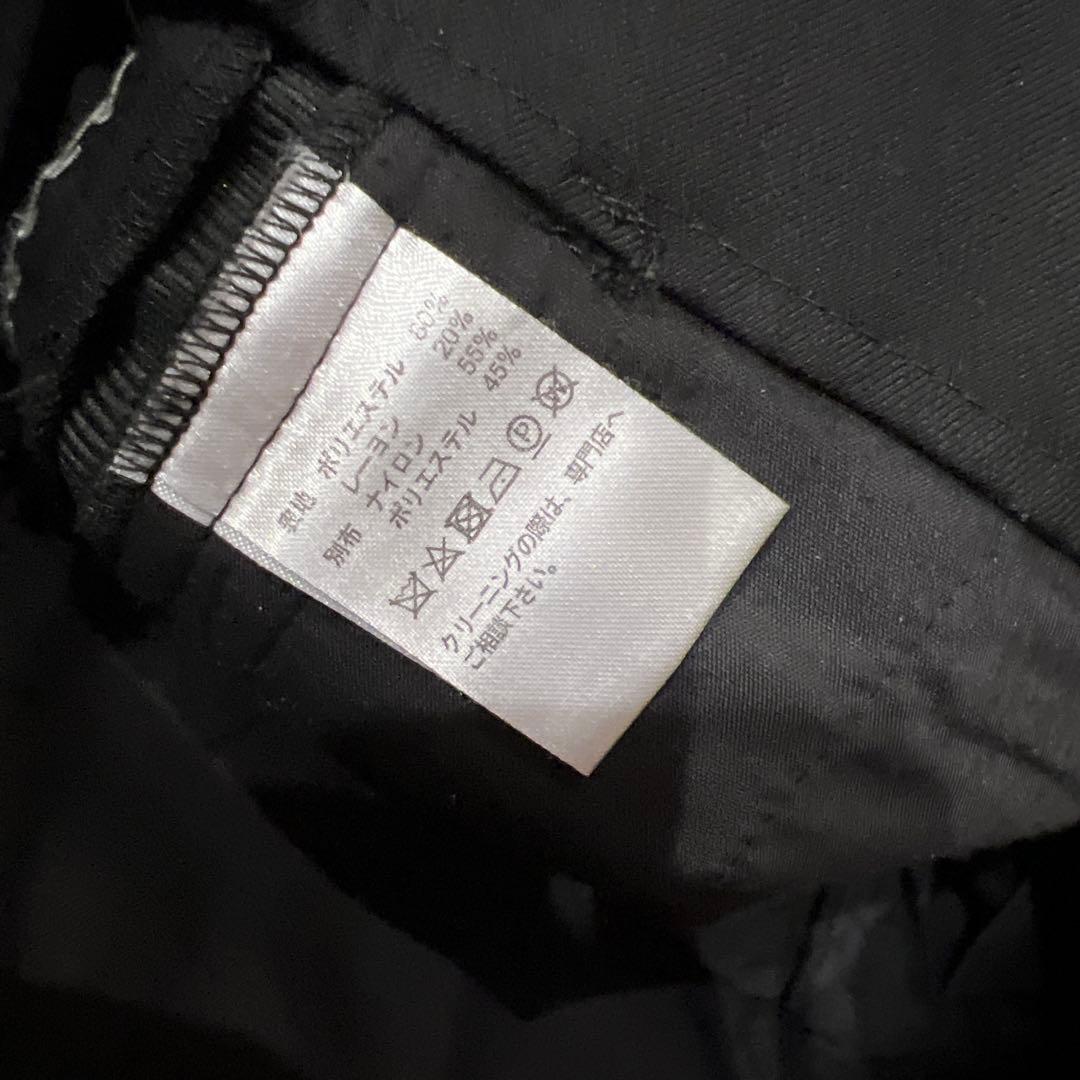 表地 ポリエステル 80%
レーヨン 20%
別布 ナイロン 55%
ポリエステル 45%
P W
クリーニングの際は、専門店へ
ご相談下さい。